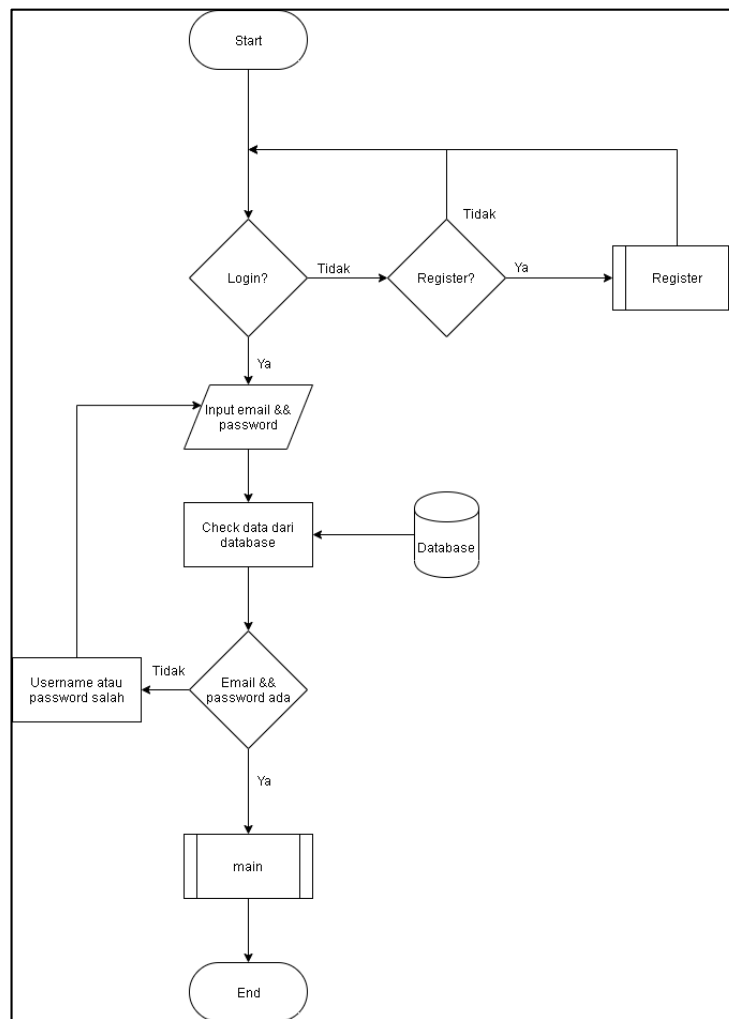 Start
Tidak
Login?
Tidak
Register?
Ya
Register
Ya
Input email &&
password
Check data dari
database
Database
Tidak
Username atau
password salah
Email &&
password ada
Ya
main
End